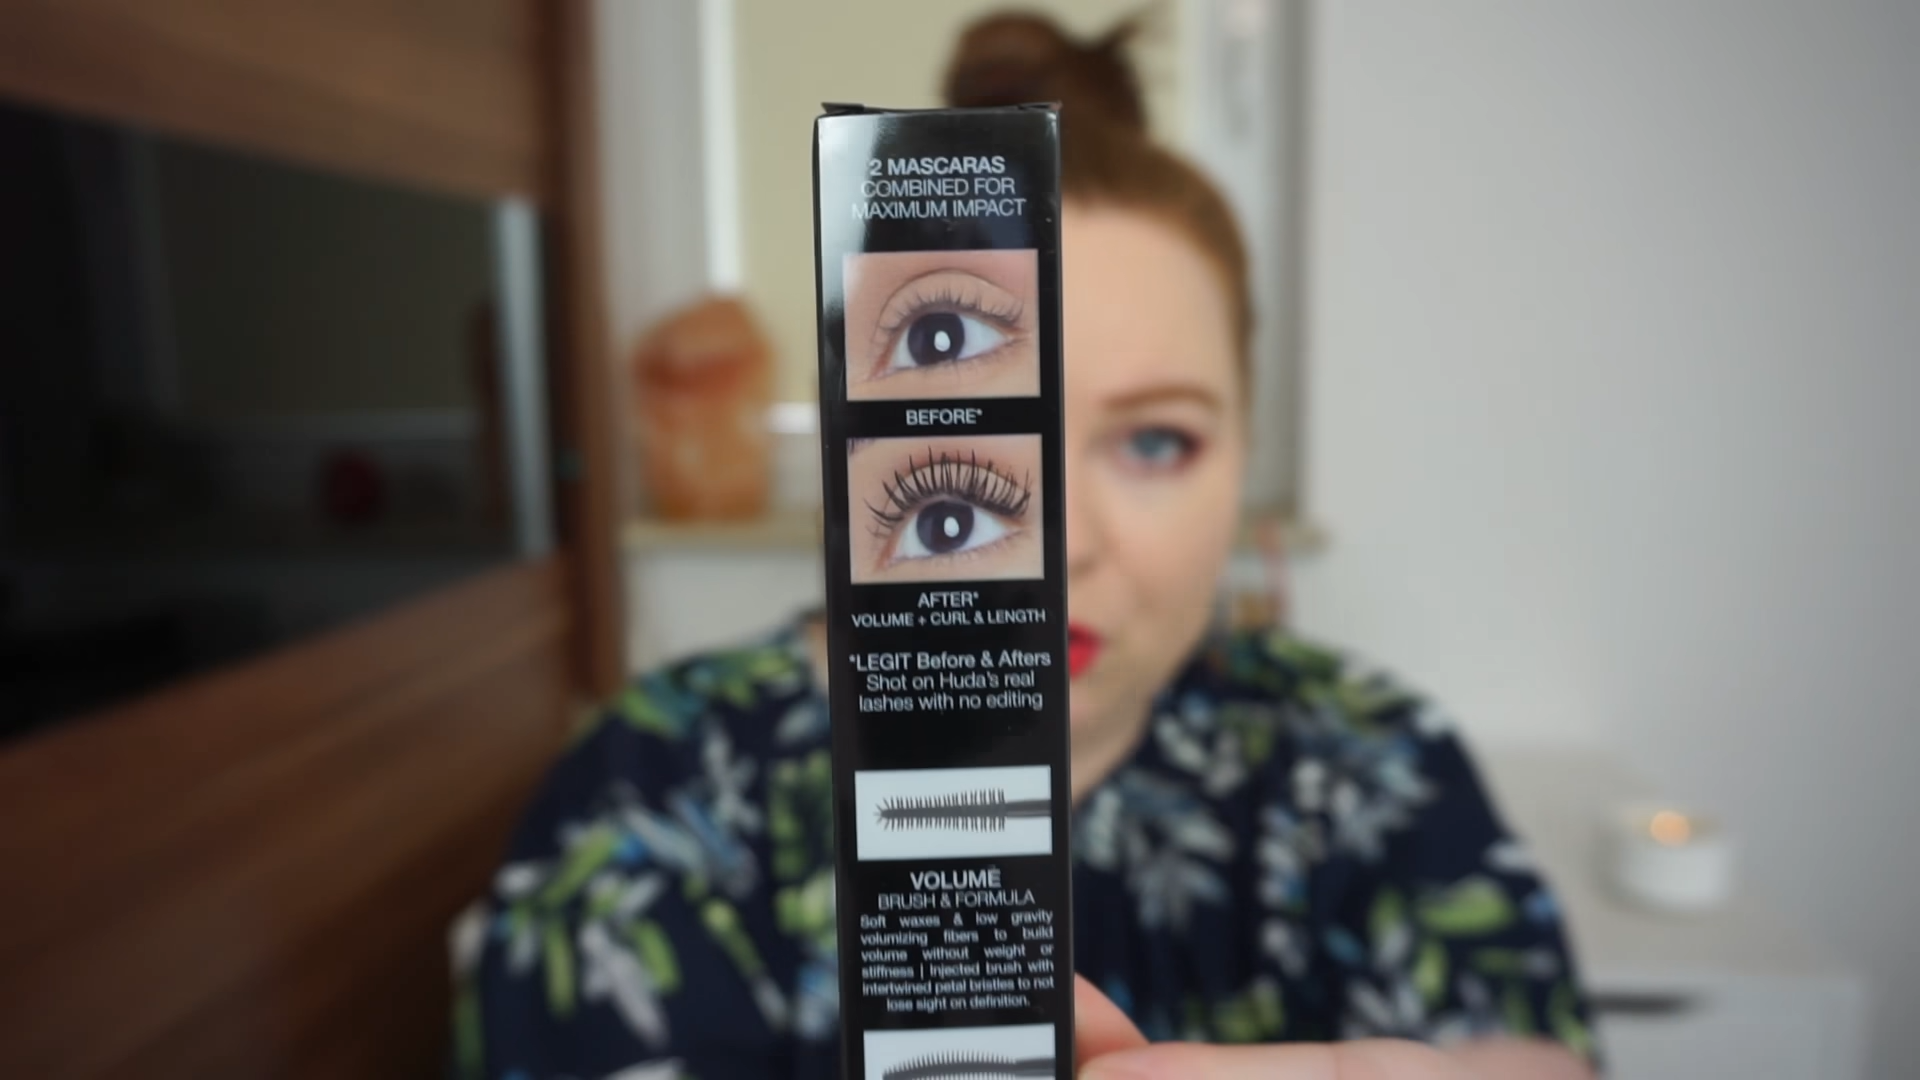 2 MASCARAS
COMBINED FOR
MAXIMUM IMPACT
BEFORE*
AFTER*
VOLUME + CURL & LENGTH
*LEGIT Before & Afters
Shot on Huda's real
lashes with no editing
VOLUME
BRUSH & FORMULA
Soft waxes & low gravity
volumizing fibers to build
volume without weight or
stiffness | Injected brush with
intertwined petal bristles to not
lose sight on definition.